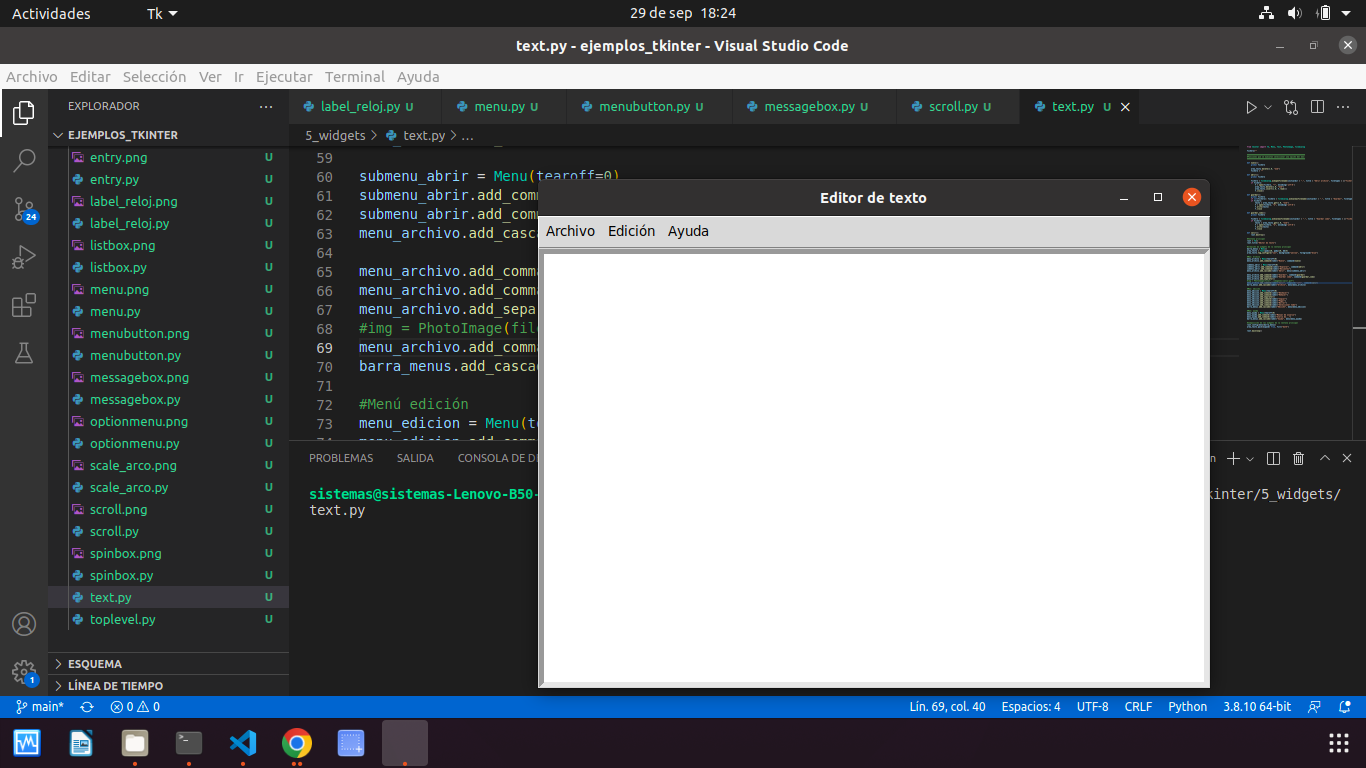 Actividades Tk 29 de sep 18:24
text.py - ejemplos_tkinter - Visual Studio Code
Archivo Editar Selección Ver Ir Ejecutar Terminal Ayuda
EXPLORADOR
EJEMPLOS_TKINTER
entry.png U
entry.py U
label_reloj.png U
label_reloj.py U
listbox.png U
listbox.py U
menu.png U
menu.py U
menubutton.png U
menubutton.py U
messagebox.png U
messagebox.py U
optionmenu.png U
optionmenu.py U
scale_arco.png U
scale_arco.py U
scroll.png U
scroll.py U
spinbox.png U
spinbox.py U
text.py U
toplevel.py U
ESQUEMA
LÍNEA DE TIEMPO
24
1
label_reloj.py U menu.py U menubutton.py U messagebox.py U scroll.py U text.py U
5_widgets > text.py > ...
59
60 submenu_abrir = Menu(tearoff=0)
61 submenu_abrir.add_comm
62 submenu_abrir.add_comm
63 menu_archivo.add_casca
64
65 menu_archivo.add_comma
66 menu_archivo.add_comma
67 menu_archivo.add_sepa
68 #img = PhotoImage(file
69 menu_archivo.add_comma
70 barra_menus.add_cascad
71
72 #Menú edición
73 menu_edicion = Menu(te
Editor de texto
Archivo Edición Ayuda
PROBLEMAS SALIDA CONSOLA DE DE
sistemas@sistemas-Lenovo-B50- kinter/5_widgets/
text.py
main* 0 0 Lín. 69, col. 40 Espacios: 4 UTF-8 CRLF Python 3.8.10 64-bit